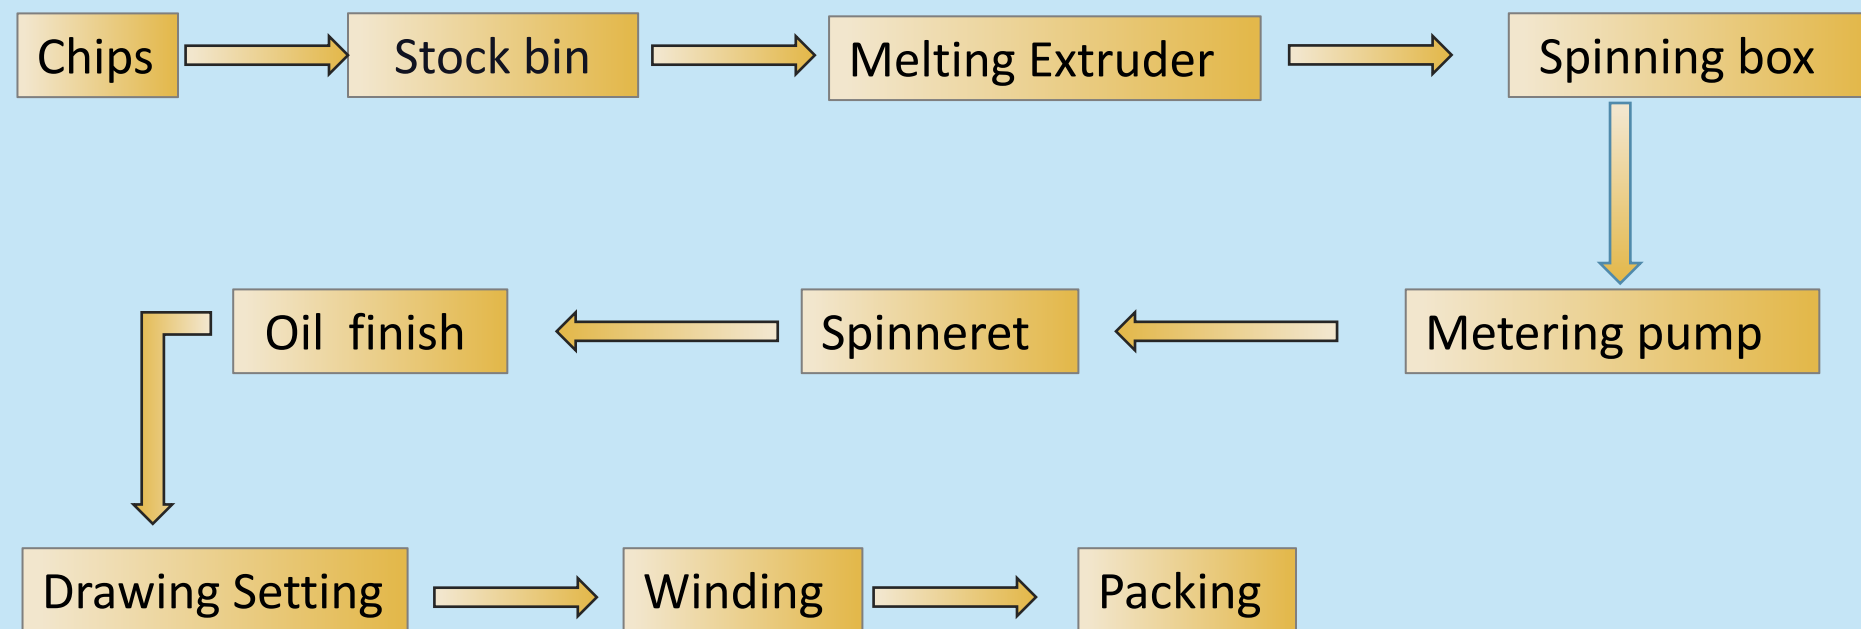 Chips
Stock bin
Melting Extruder
Spinning box
Metering pump
Spinneret
Oil finish
Drawing Setting
Winding
Packing